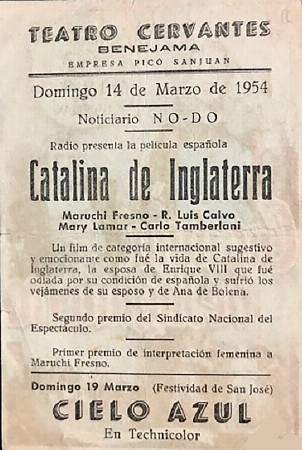 TEATRO CERVANTES
BENEJAMA
EMPRESA PICÓ SANJUAN
Domingo 14 de Marzo de 1954
Noticiario NO-DO
Radio presenta la película española
Catalina de Inglaterra
Maruchi Fresno - R. Luis Calvo
Mary Lamar - Carlo Tamberlani
Un film de categoría internacional sugestivo
y emocionante como fué la vida de Catalina de
Inglaterra, la esposa de Enrique VIII que fué
odiada por su condición de española y sufrió los
vejámenes de su esposo y de Ana de Bolena.
Segundo premio del Sindicato Nacional del
Espectáculo.
Primer premio de interpretación femenina a
Maruchi Fresno.
Domingo 19 Marzo (Festividad de San José)
CIELO AZUL
En Technicolor